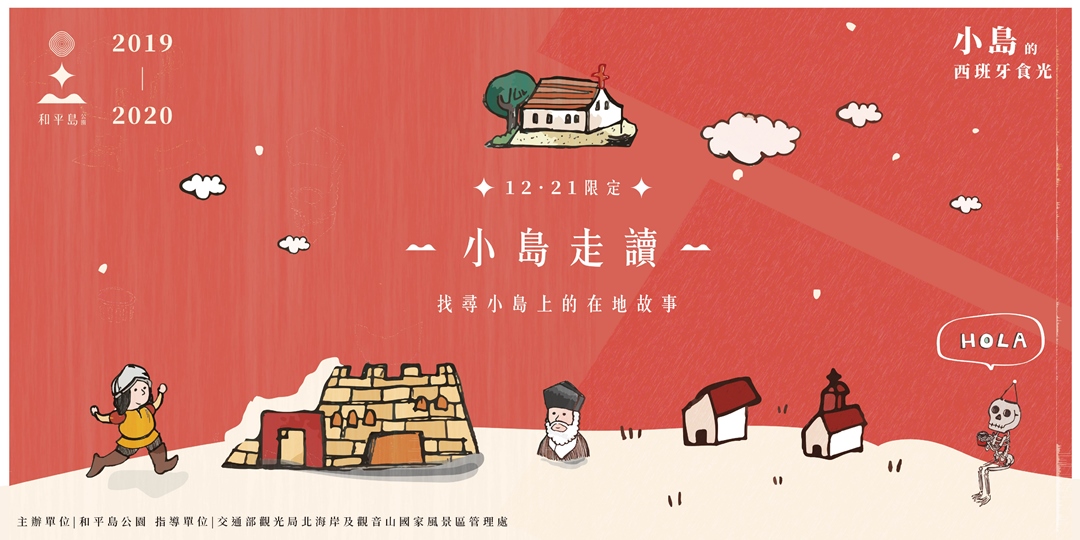 2019
2020
和平島公園
小島的
西班牙食光
12·21限定
小島走讀
找尋小島上的在地故事
HOLA
主辦單位|和平島公園 指導單位|交通部觀光局北海岸及觀音山國家風景區管理處